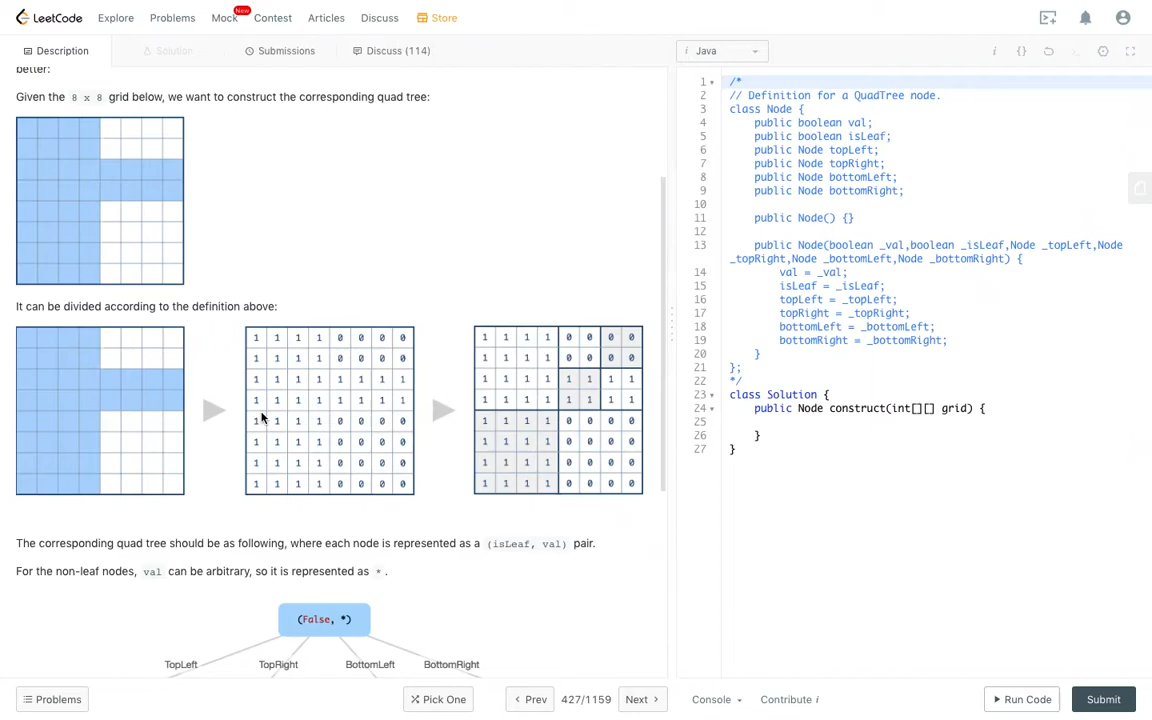 LeetCode Explore Problems Mock New Contest Articles Discuss Store
Description Solution Submissions Discuss (114)
better:
Given the 8 x 8 grid below, we want to construct the corresponding quad tree:
It can be divided according to the definition above:
1 1 1 1 0 0 0 0
1 1 1 1 0 0 0 0
1 1 1 1 1 1 1 1
1 1 1 1 1 1 1 1
1 1 1 1 0 0 0 0
1 1 1 1 0 0 0 0
1 1 1 1 0 0 0 0
1 1 1 1 0 0 0 0
1 1 1 1 0 0 0 0
1 1 1 1 0 0 0 0
1 1 1 1 1 1 1 1
1 1 1 1 1 1 1 1
1 1 1 1 0 0 0 0
1 1 1 1 0 0 0 0
1 1 1 1 0 0 0 0
1 1 1 1 0 0 0 0
The corresponding quad tree should be as following, where each node is represented as a (isLeaf, val) pair.
For the non-leaf nodes, val can be arbitrary, so it is represented as *.
(False, *)
TopLeft TopRight BottomLeft BottomRight
Problems Pick One Prev 427/1159 Next
i Java i {}
1 /*
2 // Definition for a QuadTree node.
3 class Node {
4 public boolean val;
5 public boolean isLeaf;
6 public Node topLeft;
7 public Node topRight;
8 public Node bottomLeft;
9 public Node bottomRight;
10
11 public Node() {}
12
13 public Node(boolean _val,boolean _isLeaf,Node _topLeft,Node
_topRight,Node _bottomLeft,Node _bottomRight) {
14 val = _val;
15 isLeaf = _isLeaf;
16 topLeft = _topLeft;
17 topRight = _topRight;
18 bottomLeft = _bottomLeft;
19 bottomRight = _bottomRight;
20 }
21 };
22 */
23 class Solution {
24 public Node construct(int[][] grid) {
25
26 }
27 }
Console Contribute i Run Code Submit